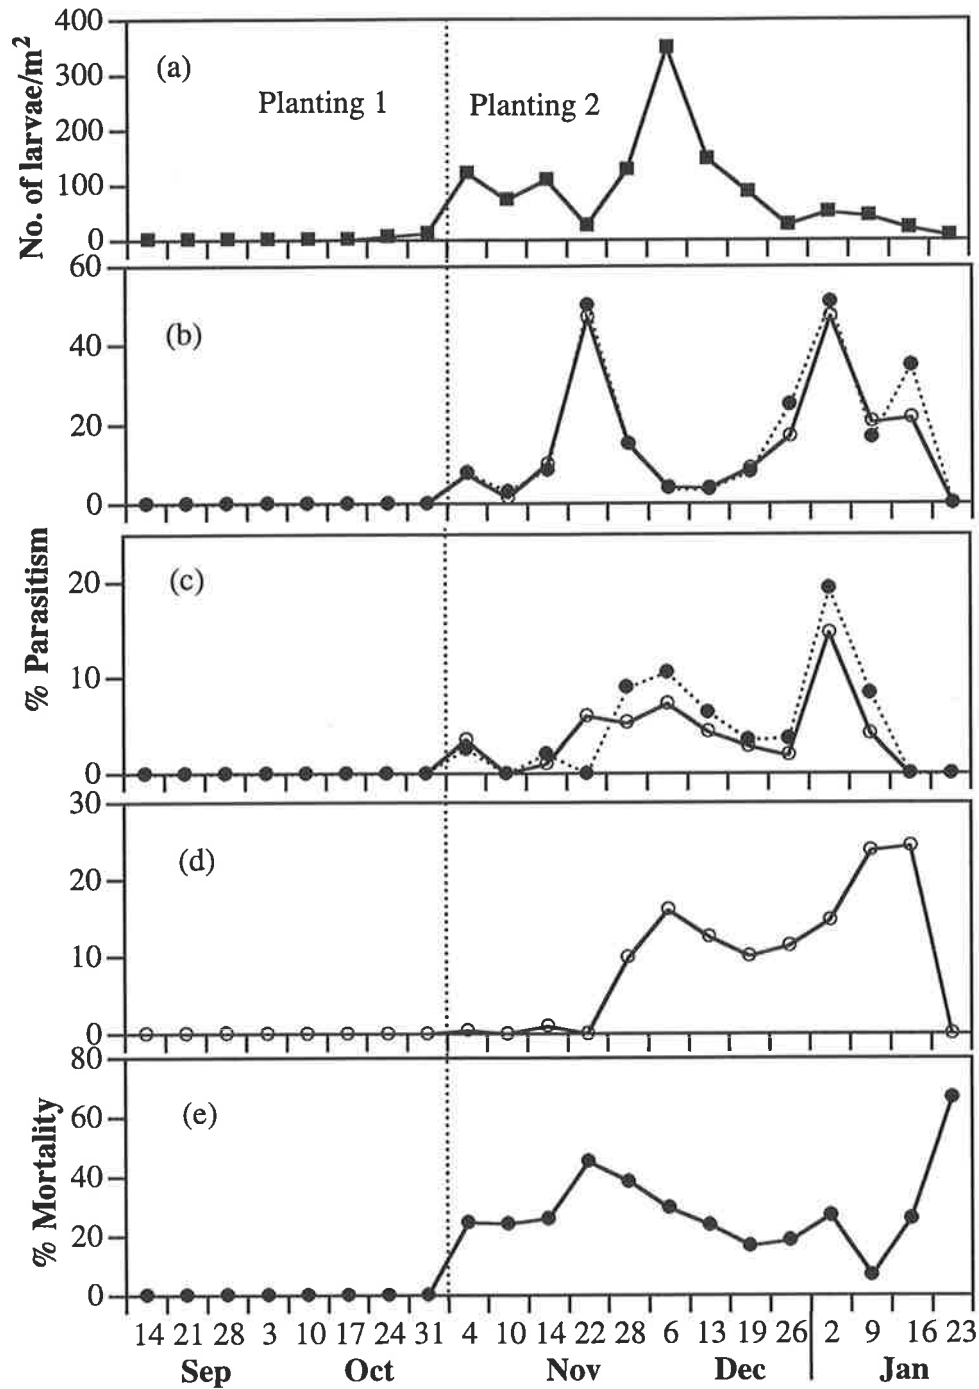 400
300
200
100
0
No. of larvae/m²
(a)
Planting 1
Planting 2
60
40
20
0
(b)
% Parasitism
20
10
0
(c)
30
20
10
0
(d)
80
60
40
20
0
% Mortality
(e)
14 21 28 3 10 17 24 31 4 10 14 22 28 6 13 19 26 2 9 16 23
Sep Oct Nov Dec Jan